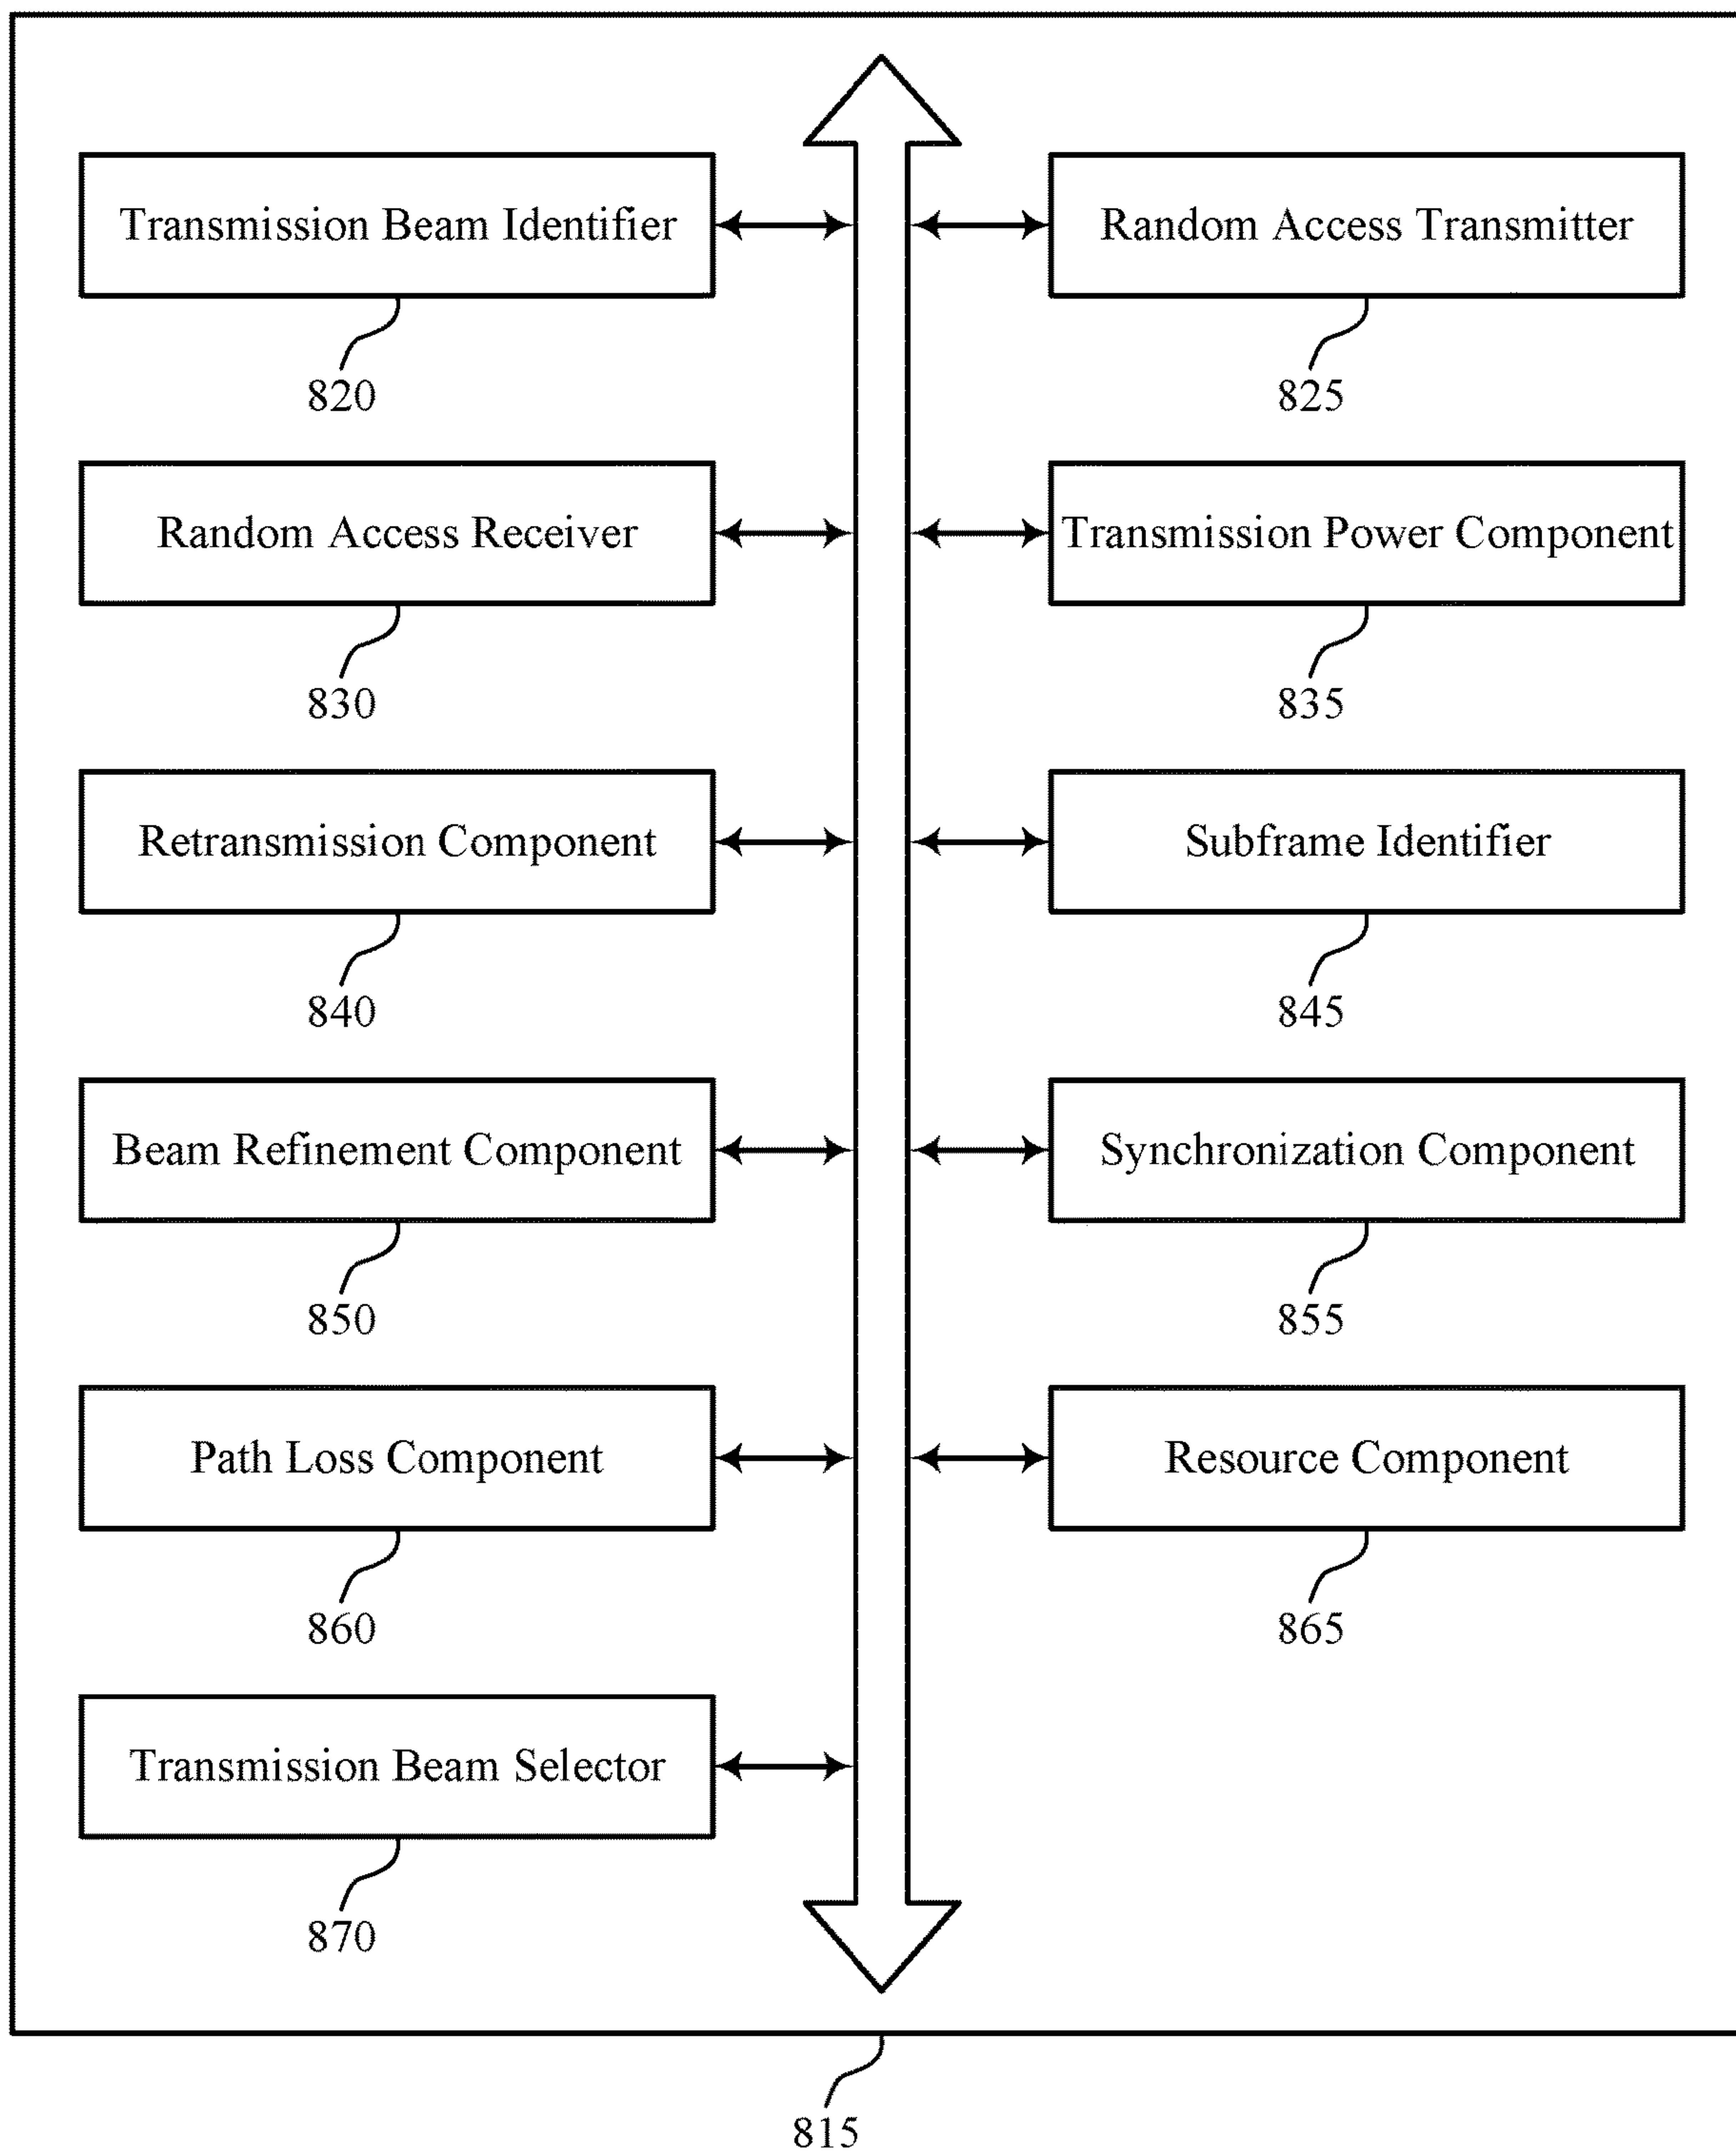 Transmission Beam Identifier
Random Access Transmitter
820
825
Random Access Receiver
Transmission Power Component
830
835
Retransmission Component
Subframe Identifier
840
845
Beam Refinement Component
Synchronization Component
850
855
Path Loss Component
Resource Component
860
865
Transmission Beam Selector
870
815